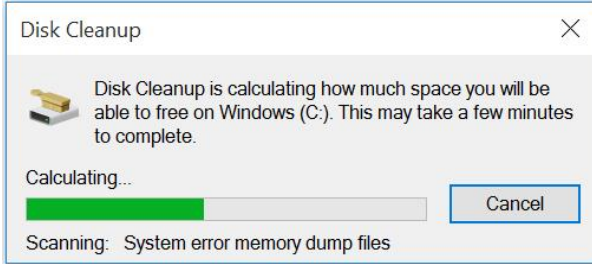 Disk Cleanup
Disk Cleanup is calculating how much space you will be
able to free on Windows (C:). This may take a few minutes
to complete.
Calculating...
Cancel
Scanning: System error memory dump files